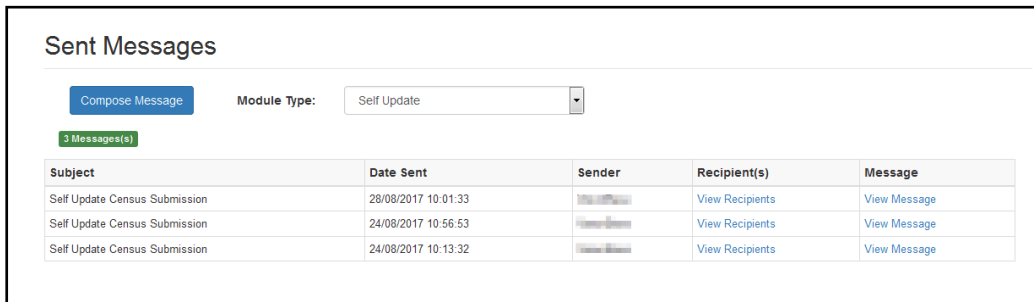 Sent Messages
Compose Message Module Type: Self Update
3 Messages(s)
Subject Date Sent Sender Recipient(s) Message
Self Update Census Submission 28/08/2017 10:01:33 View Recipients View Message
Self Update Census Submission 24/08/2017 10:56:53 View Recipients View Message
Self Update Census Submission 24/08/2017 10:13:32 View Recipients View Message